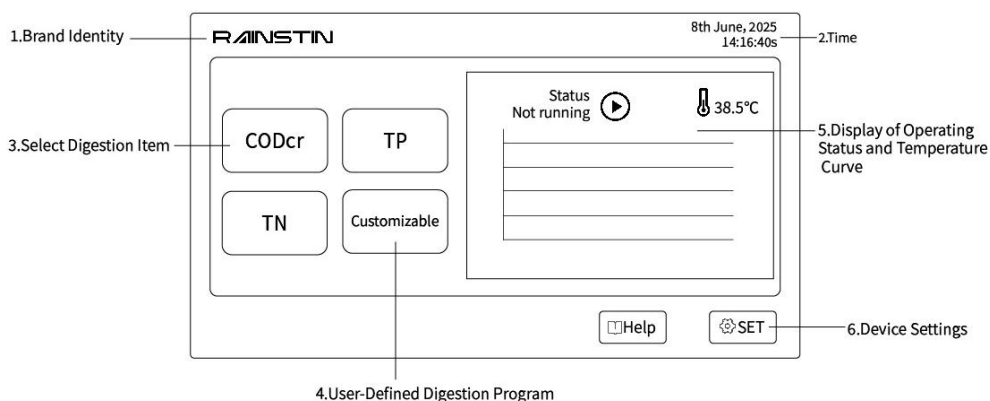 1.Brand Identity
RAINSTIN
8th June, 2025
14:16:40s
2.Time
3.Select Digestion Item
CODcr
TP
TN
Customizable
Status
Not running
38.5°C
5.Display of Operating
Status and Temperature
Curve
Help
SET
6.Device Settings
4.User-Defined Digestion Program